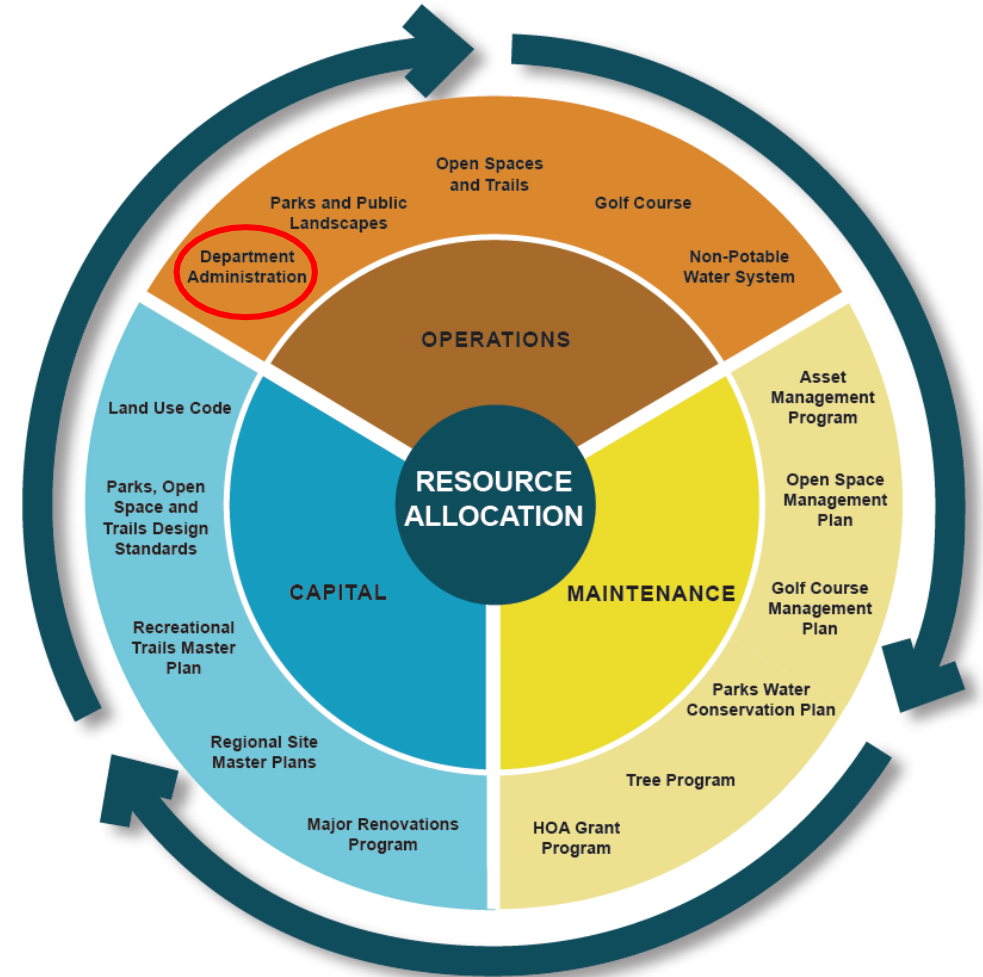 Open Spaces
and Trails
Parks and Public
Landscapes
Golf Course
Department
Administration
Non-Potable
Water System
OPERATIONS
Asset
Management
Program
Land Use Code
RESOURCE
ALLOCATION
Parks, Open
Space and
Trails Design
Standards
Open Space
Management
Plan
CAPITAL
MAINTENANCE
Golf Course
Management
Plan
Recreational
Trails Master
Plan
Parks Water
Conservation Plan
Regional Site
Master Plans
Tree Program
Major Renovations
Program
HOA Grant
Program